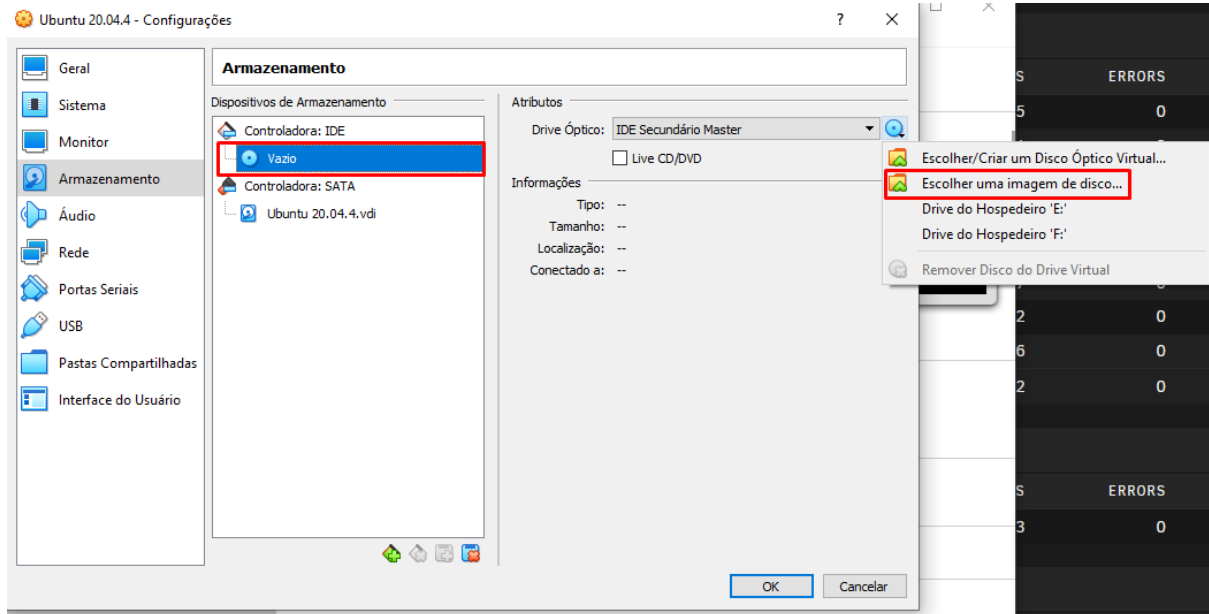 Ubuntu 20.04.4 - Configurações
?
Geral
Sistema
Monitor
Armazenamento
Áudio
Rede
Portas Seriais
USB
Pastas Compartilhadas
Interface do Usuário
Armazenamento
Dispositivos de Armazenamento
Controladora: IDE
Vazio
Controladora: SATA
Ubuntu 20.04.4.vdi
Atributos
Drive Óptico: IDE Secundário Master
Live CD/DVD
Informações
Tipo: --
Tamanho: --
Localização: --
Conectado a: --
Escolher/Criar um Disco Óptico Virtual...
Escolher uma imagem de disco...
Drive do Hospedeiro 'E:'
Drive do Hospedeiro 'F:'
Remover Disco do Drive Virtual
OK Cancelar
S ERRORS
5 0
2 0
6 0
2 0
S ERRORS
3 0